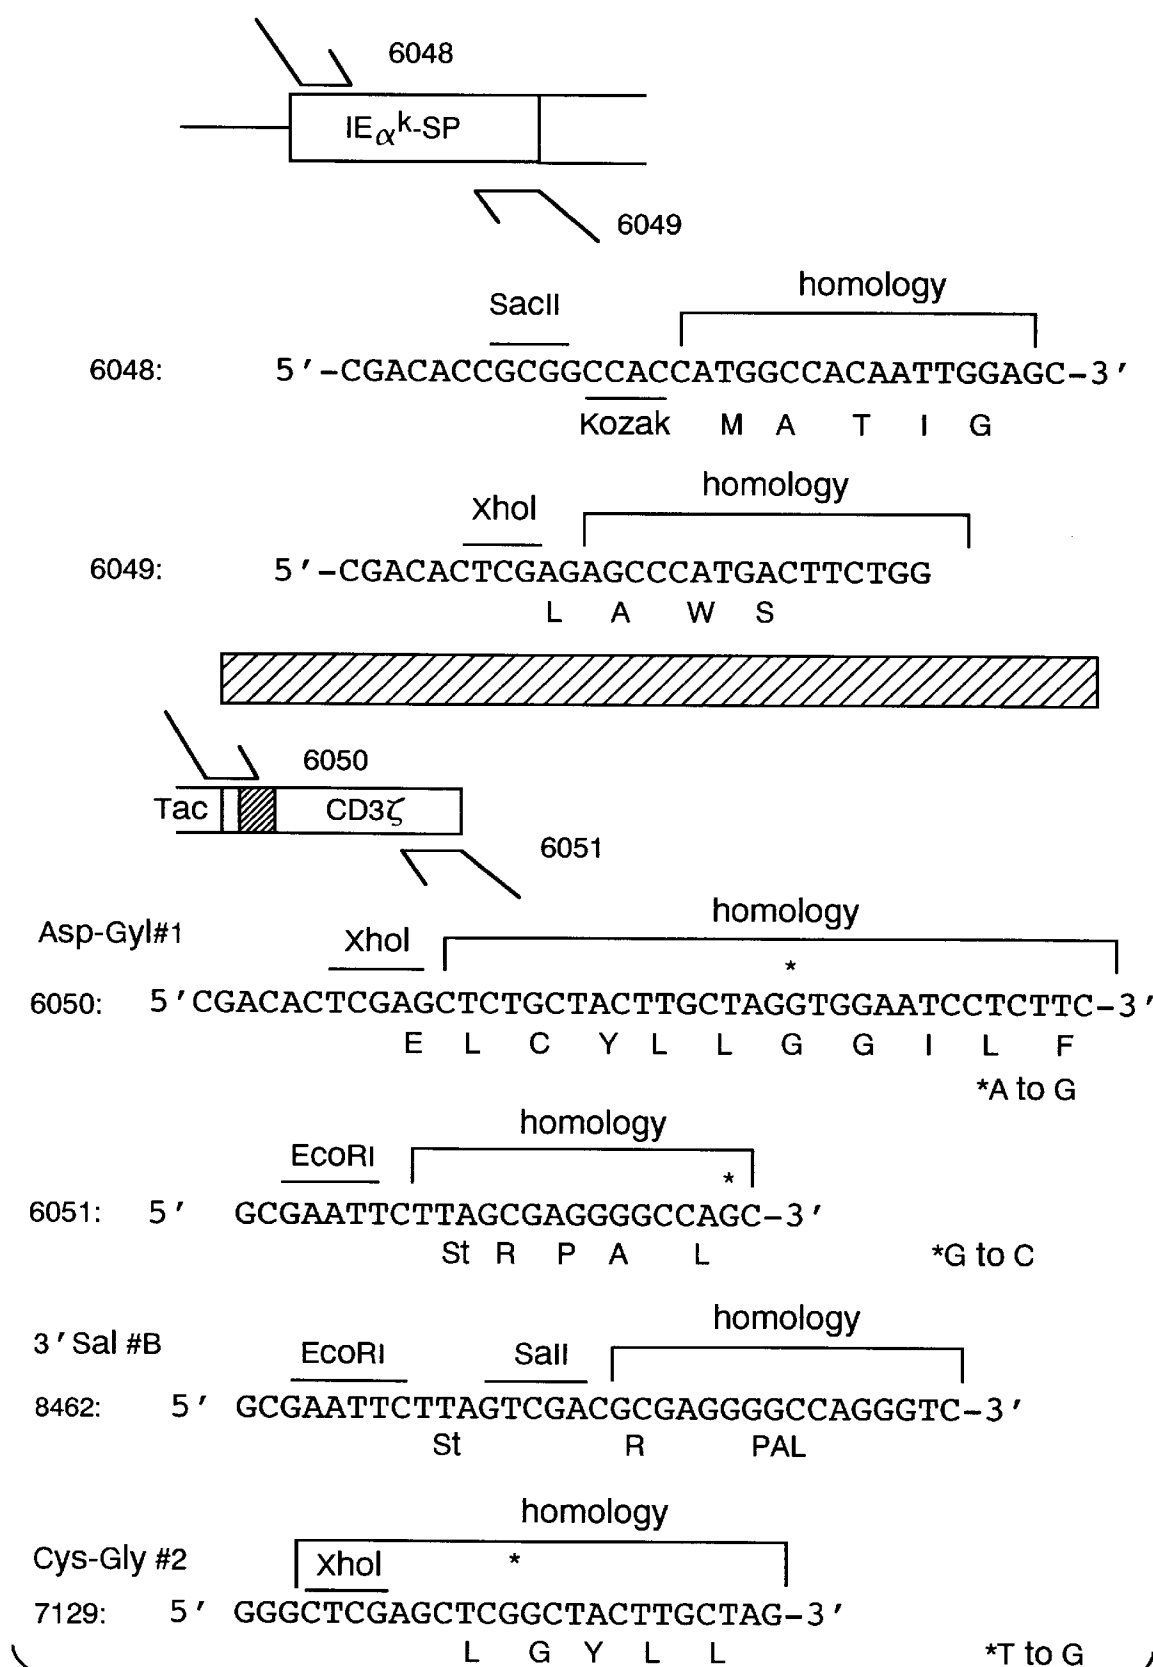 6048
IEαᵏ-SP
6049
SacII homology
6048: 5'-CGACACCGCGGCCACCATGGCCACAATTGGAGC-3'
Kozak M A T I G
XhoI homology
6049: 5'-CGACACTCGAGAGCCCATGACTTCTGG
L A W S
6050
Tac CD3ζ
6051
Asp-Gyl#1 XhoI homology
*
6050: 5'CGACACTCGAGCTCTGCTACTTGCTAGGTGGAATCCTCTTC-3'
E L C Y L L G G I L F
*A to G
EcoRI homology
*
6051: 5' GCGAATTCTTAGCGAGGGGCCAGC-3'
St R P A L *G to C
3'Sal #B EcoRI SalI homology
8462: 5' GCGAATTCTTAGTCGACGCGAGGGGCCAGGGTC-3'
St R PAL
homology
Cys-Gly #2 XhoI *
7129: 5' GGGCTCGAGCTCGGCTACTTGCTAG-3'
L G Y L L *T to G